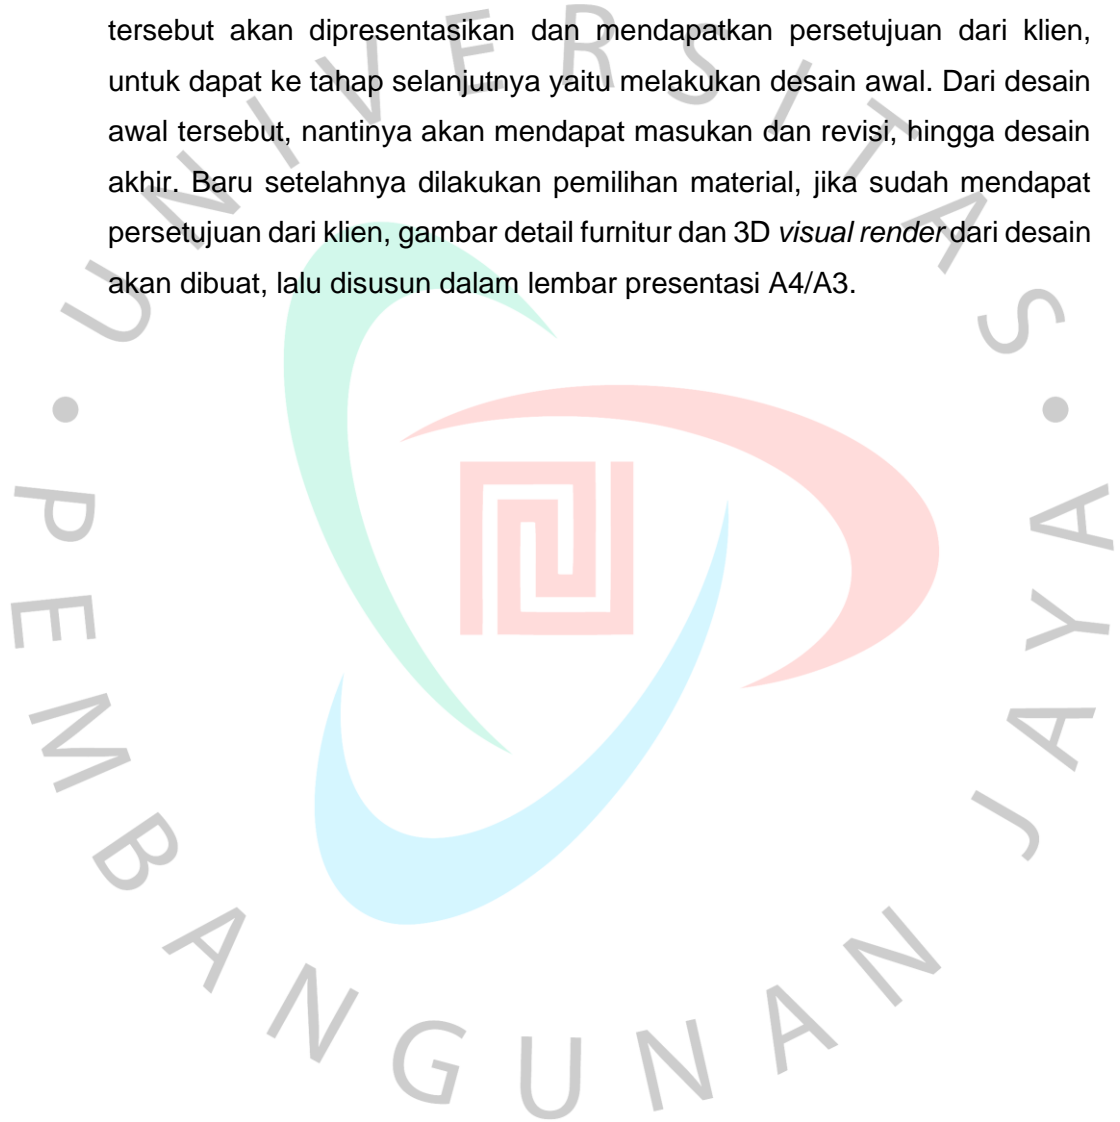 tersebut akan dipresentasikan dan mendapatkan persetujuan dari klien,
untuk dapat ke tahap selanjutnya yaitu melakukan desain awal. Dari desain
awal tersebut, nantinya akan mendapat masukan dan revisi, hingga desain
akhir. Baru setelahnya dilakukan pemilihan material, jika sudah mendapat
persetujuan dari klien, gambar detail furnitur dan 3D visual render dari desain
akan dibuat, lalu disusun dalam lembar presentasi A4/A3.
UNIVERSITAS • PEMBANGUNAN JAYA •